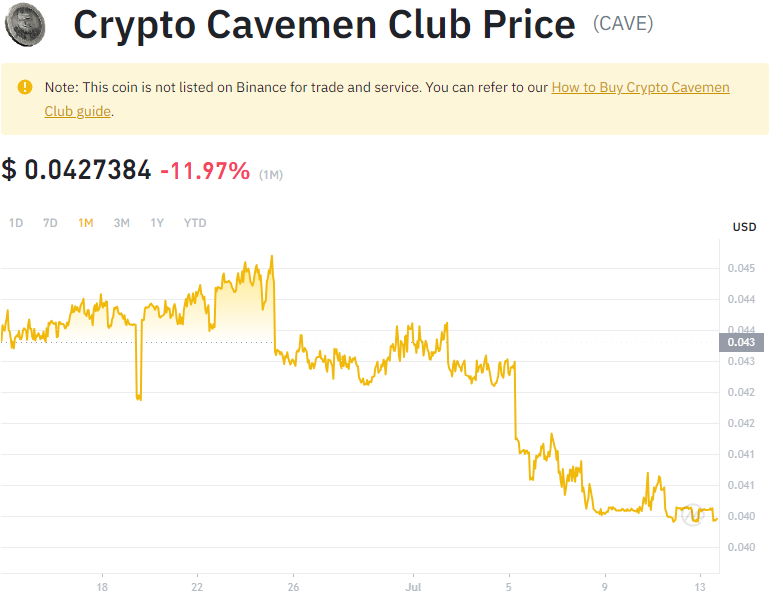 Crypto Cavemen Club Price (CAVE)
Note: This coin is not listed on Binance for trade and service. You can refer to our How to Buy Crypto Cavemen
Club guide.
$ 0.0427384 -11.97% (1M)
1D 7D 1M 3M 1Y YTD
USD
0.045
0.044
0.044
0.043
0.043
0.042
0.042
0.041
0.041
0.040
0.040
18 22 26 Jul 5 9 13